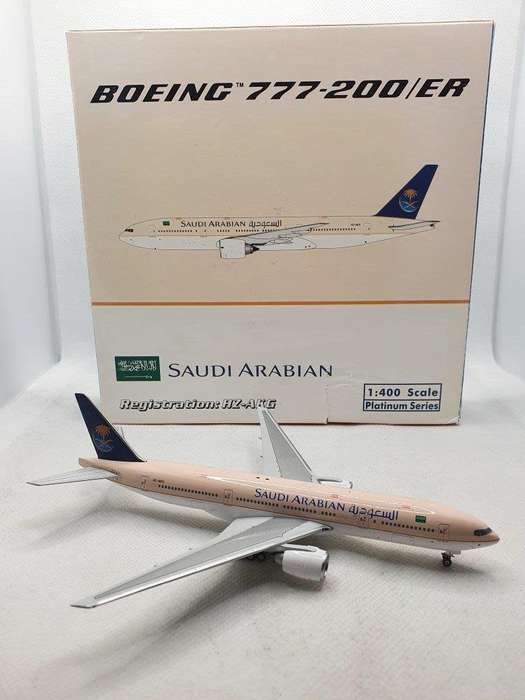 BOEING™ 777-200/ER
SAUDI ARABIAN السعودية
SAUDI ARABIAN
1:400 Scale
Registration: HZ-AKG
Platinum Series
SAUDI ARABIAN السعودية